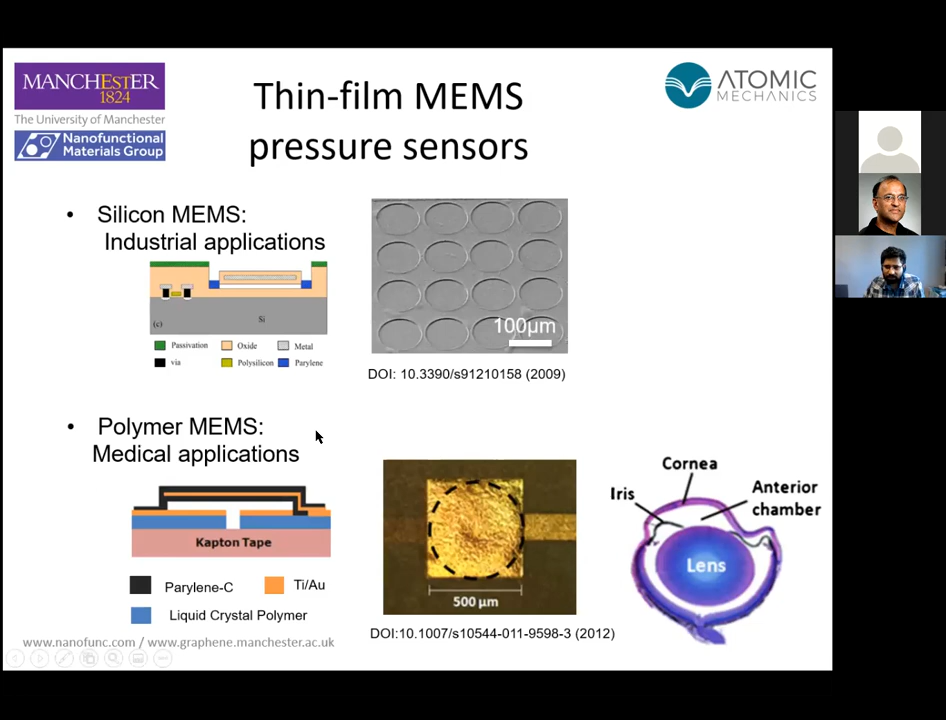 MANCHESTER
1824
The University of Manchester
Nanofunctional
Materials Group
Thin-film MEMS
pressure sensors
ATOMIC
MECHANICS
• Silicon MEMS:
Industrial applications
(c)
Si
Passivation
Oxide
Metal
via
Polysilicon
Parylene
100µm
DOI: 10.3390/s91210158 (2009)
• Polymer MEMS:
Medical applications
Kapton Tape
Parylene-C
Ti/Au
Liquid Crystal Polymer
500 µm
DOI:10.1007/s10544-011-9598-3 (2012)
Cornea
Iris
Anterior
chamber
Lens
www.nanofunc.com / www.graphene.manchester.ac.uk